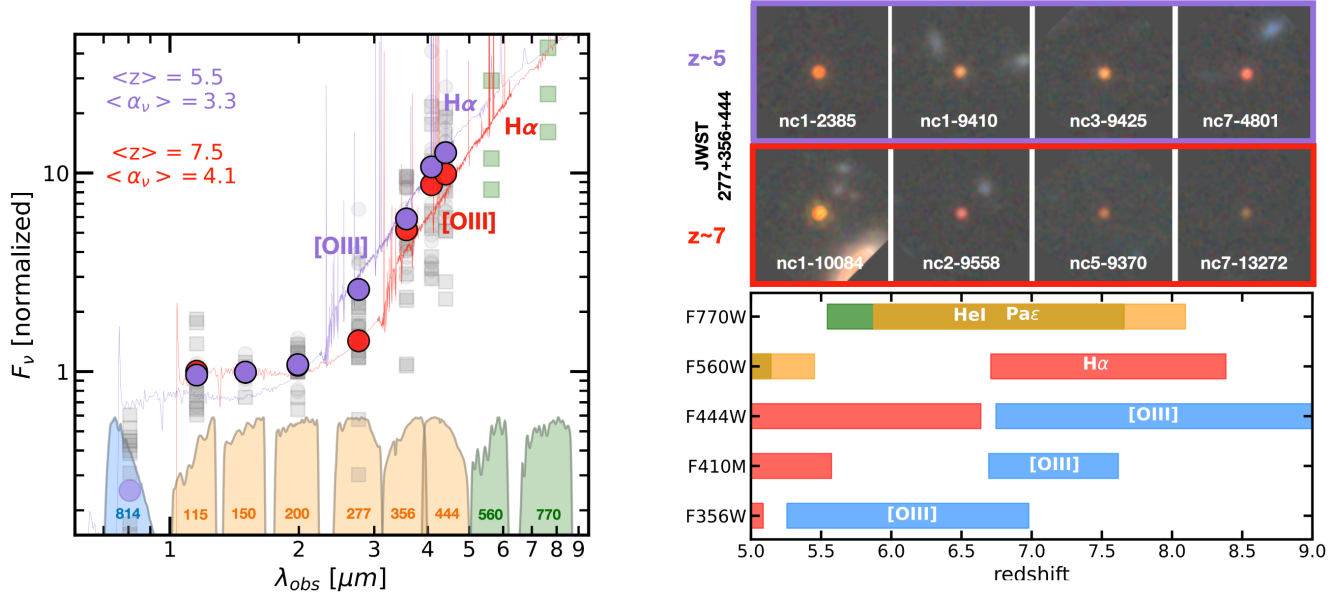 <z> = 5.5
<α_ν> = 3.3
<z> = 7.5
<α_ν> = 4.1
Hα
Hα
[OIII]
[OIII]
10
1
F_ν [normalized]
814
115
150
200
277
356
444
560
770
1
2
3
4
5
6
7
8
9
λ_obs [μm]
z~5
JWST
277+356+444
z~7
nc1-2385
nc1-9410
nc3-9425
nc7-4801
nc1-10084
nc2-9558
nc5-9370
nc7-13272
F770W
HeI
Paε
F560W
Hα
F444W
[OIII]
F410M
[OIII]
F356W
[OIII]
5.0
5.5
6.0
6.5
7.0
7.5
8.0
8.5
9.0
redshift